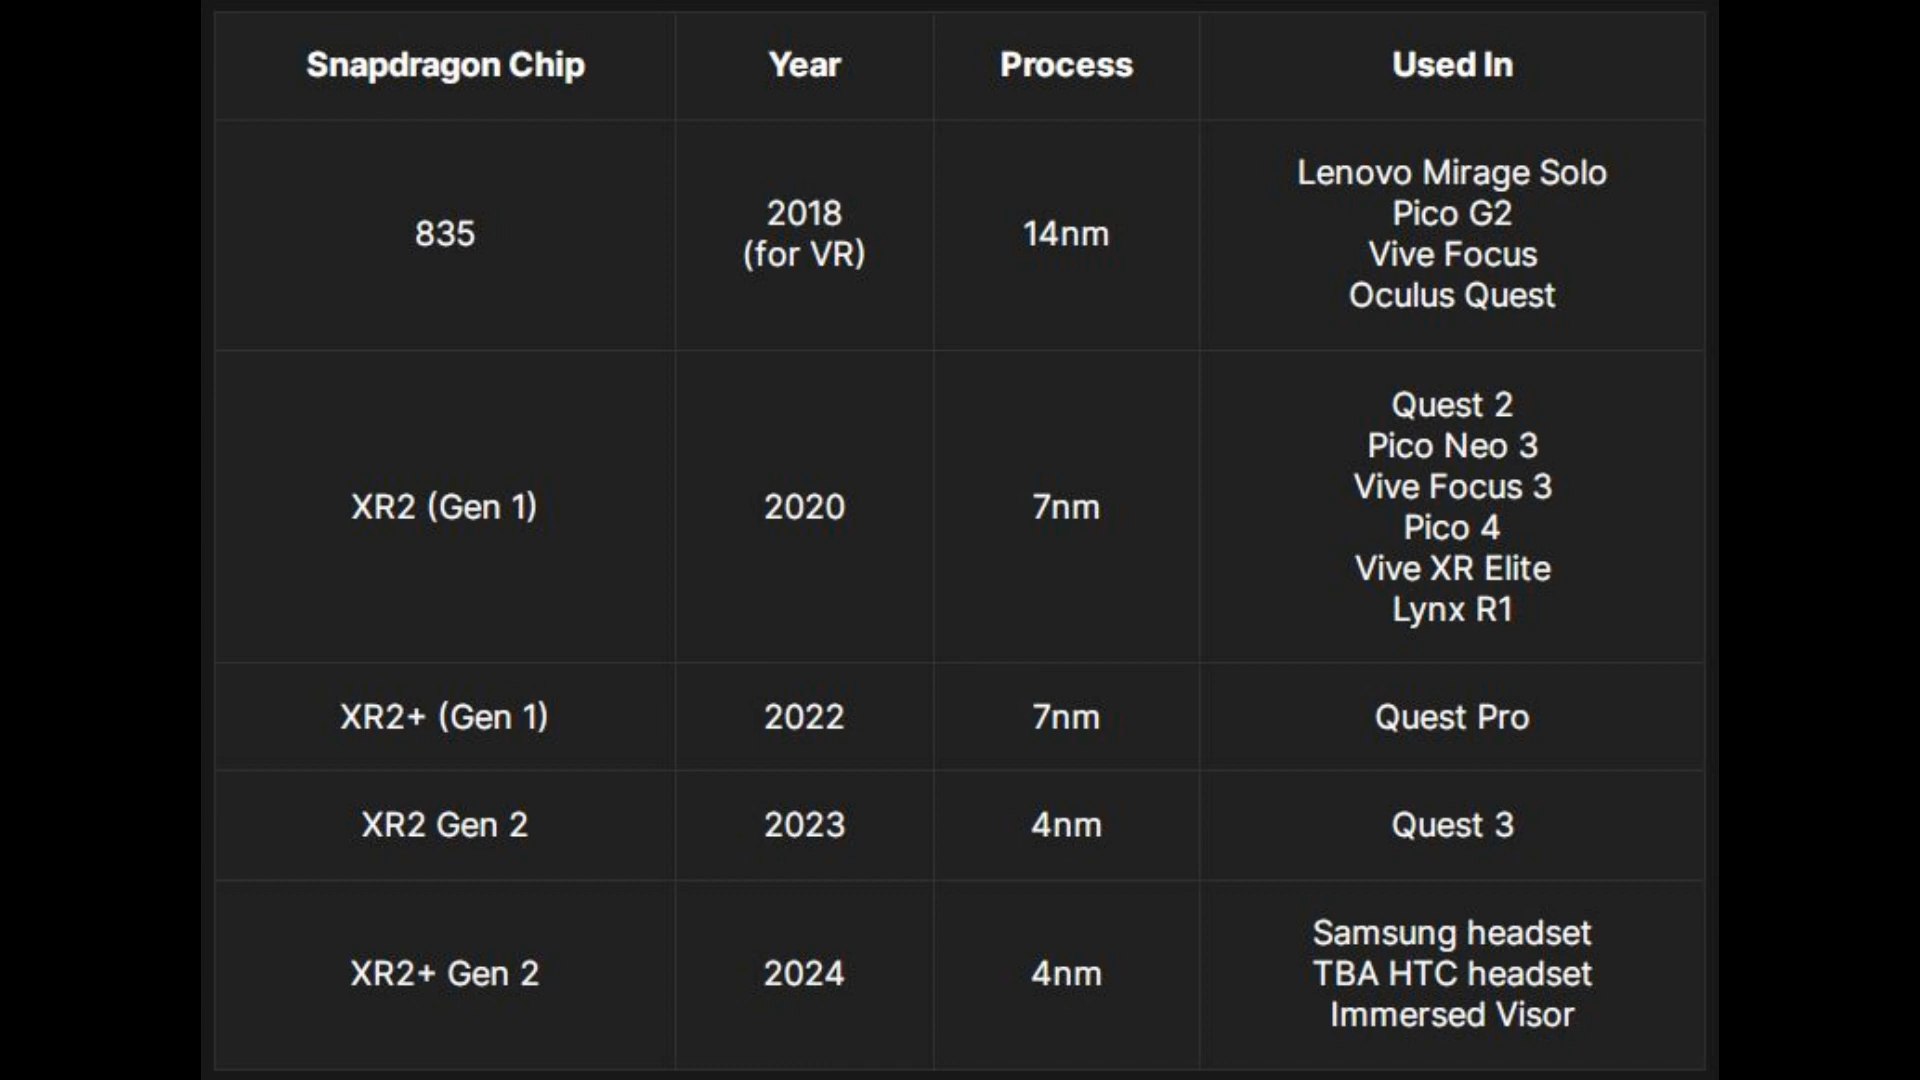 Snapdragon Chip Year Process Used In
835 2018 (for VR) 14nm Lenovo Mirage Solo
Pico G2
Vive Focus
Oculus Quest
XR2 (Gen 1) 2020 7nm Quest 2
Pico Neo 3
Vive Focus 3
Pico 4
Vive XR Elite
Lynx R1
XR2+ (Gen 1) 2022 7nm Quest Pro
XR2 Gen 2 2023 4nm Quest 3
XR2+ Gen 2 2024 4nm Samsung headset
TBA HTC headset
Immersed Visor